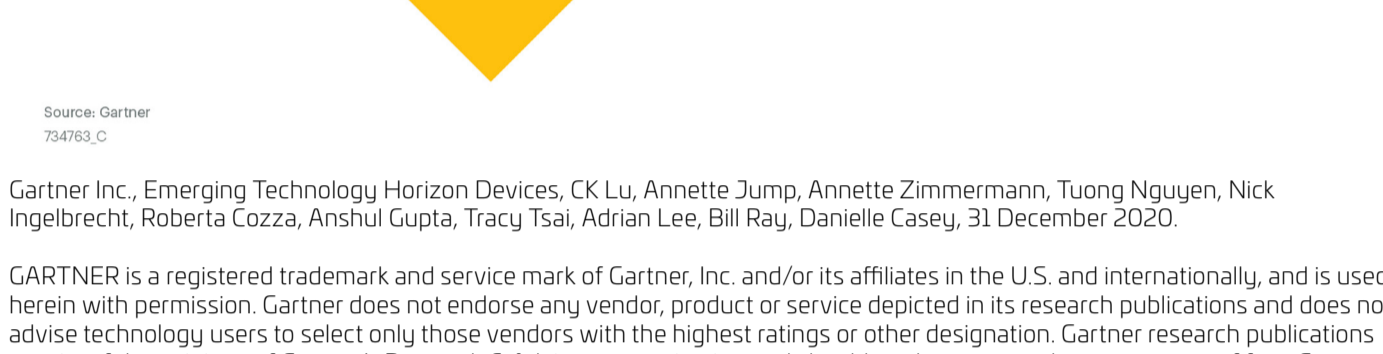 Source: Gartner
734763_C
Gartner Inc., Emerging Technology Horizon Devices, CK Lu, Annette Jump, Annette Zimmermann, Tuong Nguyen, Nick
Ingelbrecht, Roberta Cozza, Anshul Gupta, Tracy Tsai, Adrian Lee, Bill Ray, Danielle Casey, 31 December 2020.
GARTNER is a registered trademark and service mark of Gartner, Inc. and/or its affiliates in the U.S. and internationally, and is used
herein with permission. Gartner does not endorse any vendor, product or service depicted in its research publications and does no
advise technology users to select only those vendors with the highest ratings or other designation. Gartner research publications